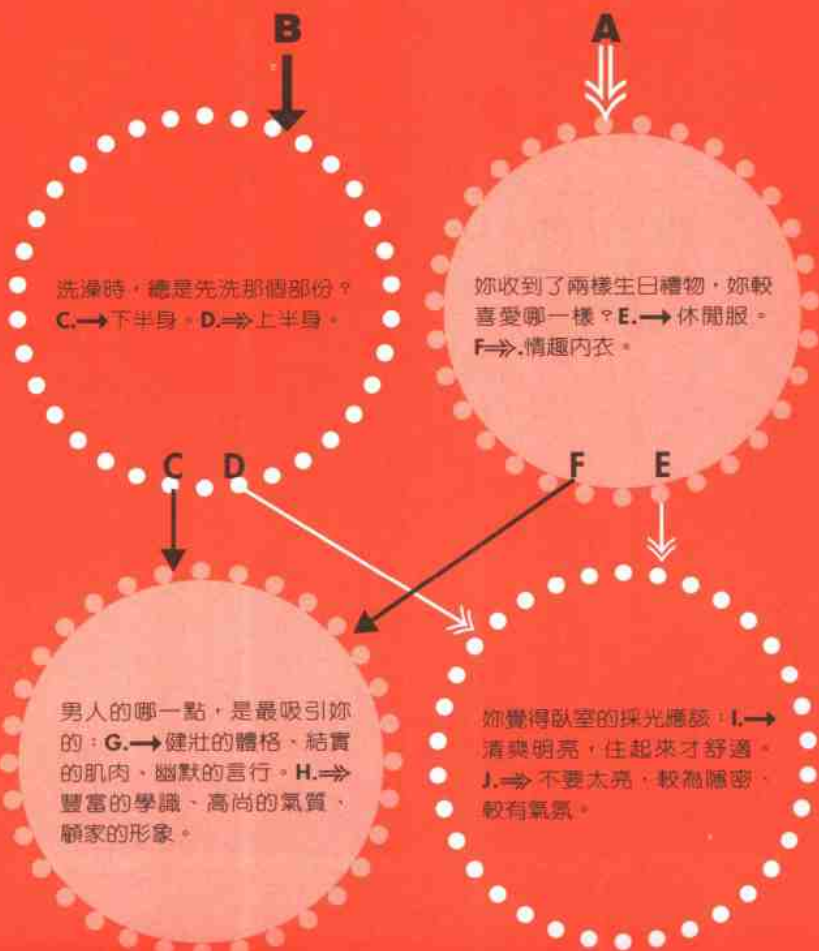 B
洗澡時，總是先洗那個部份？
C.→下半身。D.⇒上半身。
A
妳收到了兩樣生日禮物，妳較
喜愛哪一樣？E.→休閒服。
F⇒.情趣內衣。
C D
F E
男人的哪一點，是最吸引妳
的：G.→健壯的體格、結實
的肌肉、幽默的言行。H.⇒
豐富的學識、高尚的氣質、
顧家的形象。
妳覺得臥室的採光應該：I.→
清爽明亮，住起來才舒適。
J.⇒不要太亮、較為隱密、
較有氣氛。